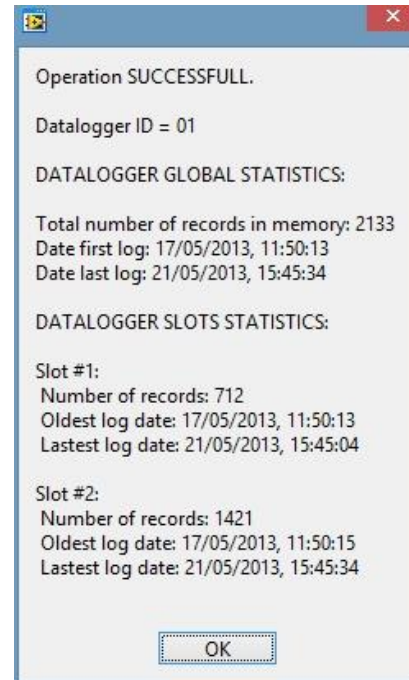 Operation SUCCESSFULL.
Datalogger ID = 01
DATALOGGER GLOBAL STATISTICS:
Total number of records in memory: 2133
Date first log: 17/05/2013, 11:50:13
Date last log: 21/05/2013, 15:45:34
DATALOGGER SLOTS STATISTICS:
Slot #1:
Number of records: 712
Oldest log date: 17/05/2013, 11:50:13
Lastest log date: 21/05/2013, 15:45:04
Slot #2:
Number of records: 1421
Oldest log date: 17/05/2013, 11:50:15
Lastest log date: 21/05/2013, 15:45:34
OK